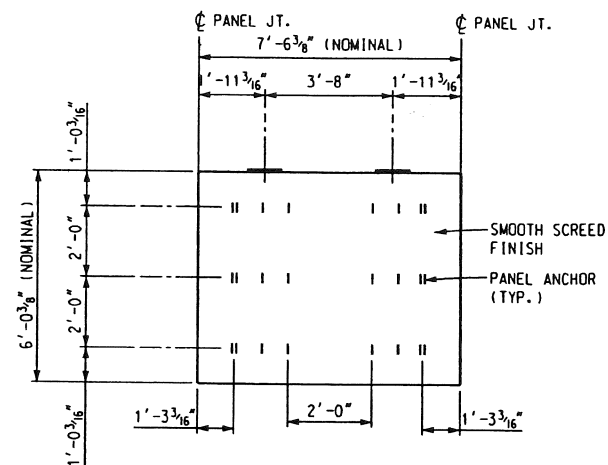 ℄ PANEL JT.
℄ PANEL JT.
7'-6 3/8" (NOMINAL)
1'-11 3/16"
3'-8"
1'-11 3/16"
1'-0 3/16"
2'-0"
2'-0"
1'-0 3/16"
6'-0 3/8" (NOMINAL)
SMOOTH SCREED
FINISH
PANEL ANCHOR
(TYP.)
1'-3 3/16"
2'-0"
1'-3 3/16"